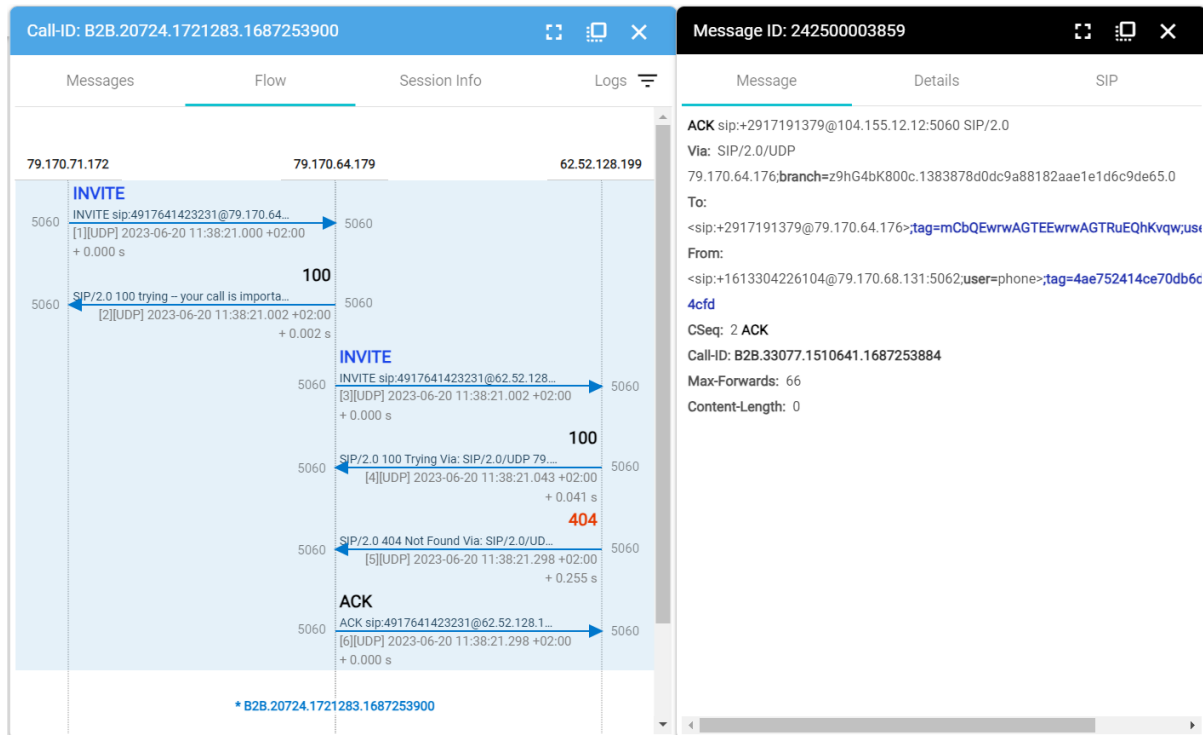 Call-ID: B2B.20724.1721283.1687253900
Messages Flow Session Info Logs
79.170.71.172 79.170.64.179 62.52.128.199
INVITE
INVITE sip:4917641423231@79.170.64...
5060 5060
[1][UDP] 2023-06-20 11:38:21.000 +02:00
+ 0.000 s
100
SIP/2.0 100 trying -- your call is importa...
5060 5060
[2][UDP] 2023-06-20 11:38:21.002 +02:00
+ 0.002 s
INVITE
INVITE sip:4917641423231@62.52.128...
5060 5060
[3][UDP] 2023-06-20 11:38:21.002 +02:00
+ 0.000 s
100
SIP/2.0 100 Trying Via: SIP/2.0/UDP 79....
5060 5060
[4][UDP] 2023-06-20 11:38:21.043 +02:00
+ 0.041 s
404
SIP/2.0 404 Not Found Via: SIP/2.0/UD...
5060 5060
[5][UDP] 2023-06-20 11:38:21.298 +02:00
+ 0.255 s
ACK
ACK sip:4917641423231@62.52.128.1...
5060 5060
[6][UDP] 2023-06-20 11:38:21.298 +02:00
+ 0.000 s
* B2B.20724.1721283.1687253900
Message ID: 242500003859
Message Details SIP
ACK sip:+2917191379@104.155.12.12:5060 SIP/2.0
Via: SIP/2.0/UDP
79.170.64.176;branch=z9hG4bK800c.1383878d0dc9a88182aae1e1d6c9de65.0
To:
<sip:+2917191379@79.170.64.176>;tag=mCbQEwrwAGTEEwrwAGTRuEQhKvqw;use
From:
<sip:+1613304226104@79.170.68.131:5062;user=phone>;tag=4ae752414ce70db6d
4cfd
CSeq: 2 ACK
Call-ID: B2B.33077.1510641.1687253884
Max-Forwards: 66
Content-Length: 0